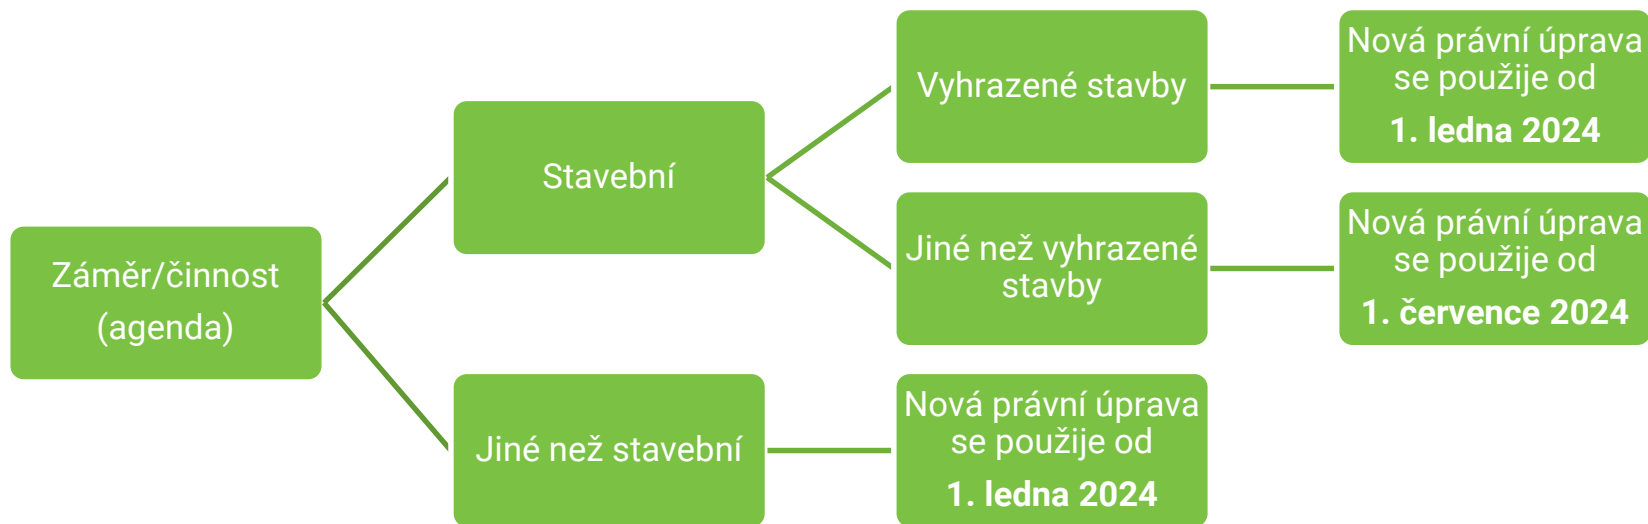 Záměr/činnost
(agenda)
Stavební
Vyhrazené stavby
Nová právní úprava
se použije od
1. ledna 2024
Jiné než vyhrazené
stavby
Nová právní úprava
se použije od
1. července 2024
Jiné než stavební
Nová právní úprava
se použije od
1. ledna 2024